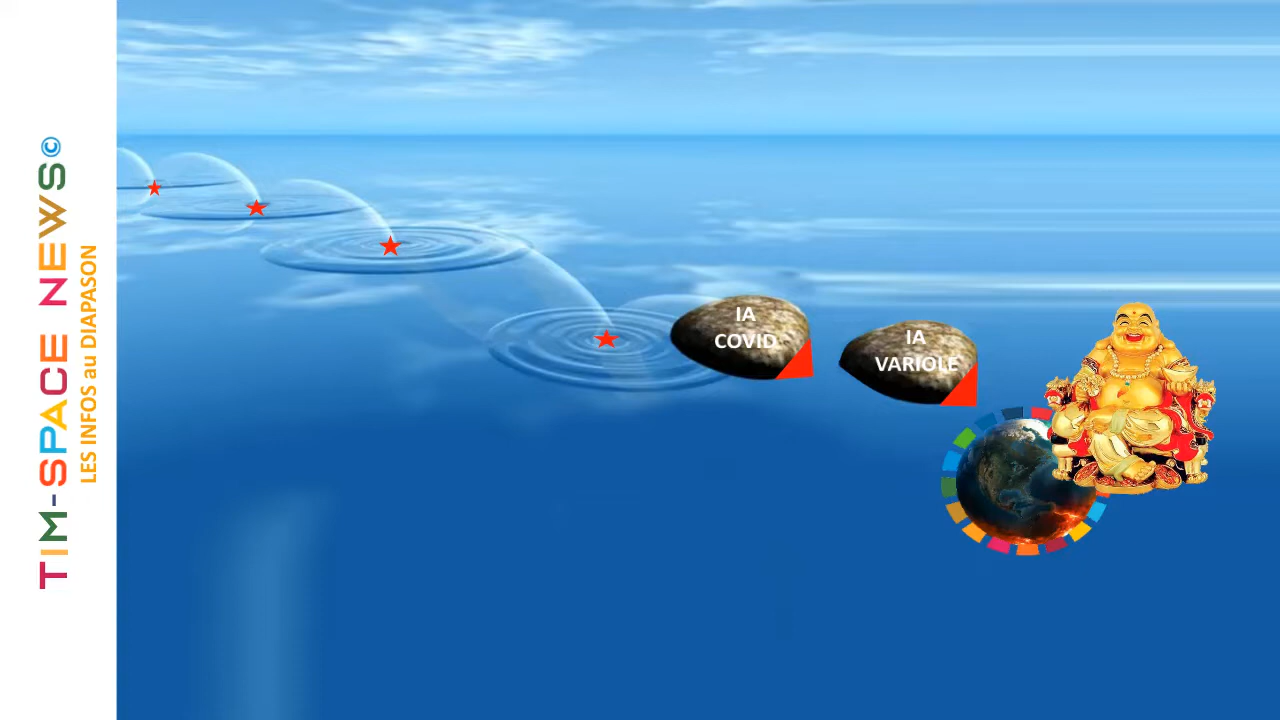 TIM-SPACE NEWS©
LES INFOS au DIAPASON
IA
COVID
IA
VARIOLE